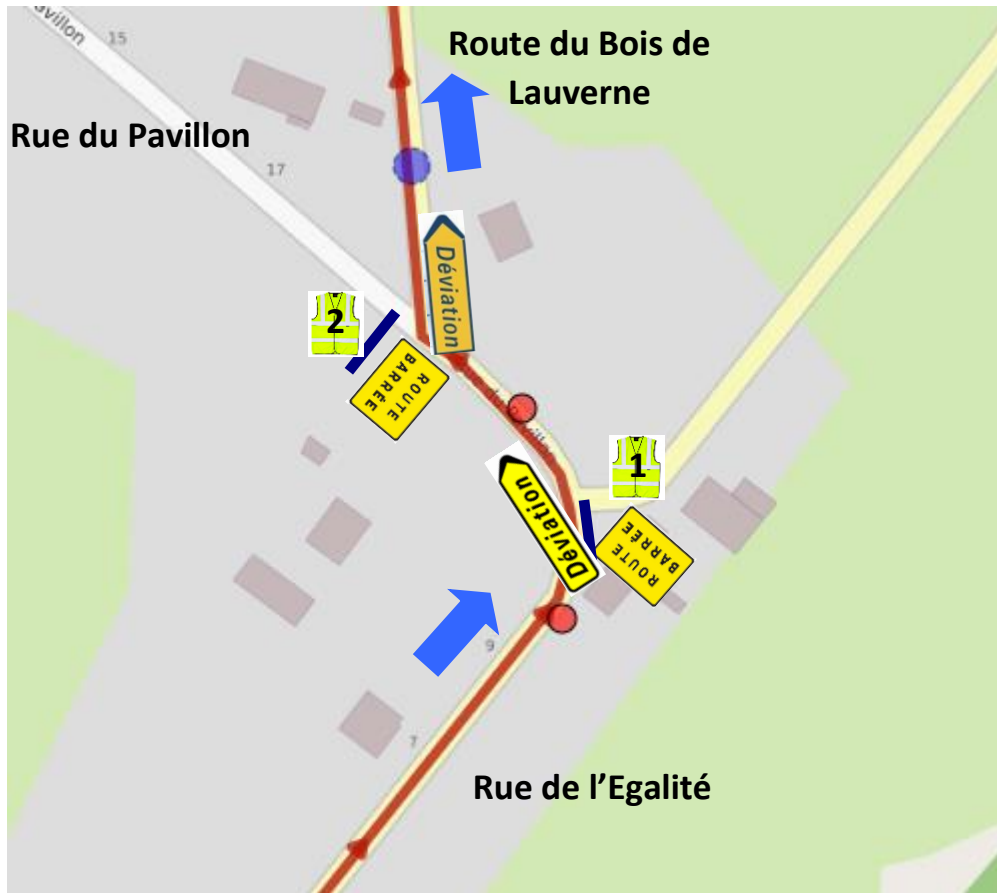 avillon
15
Route du Bois de
Lauverne
Rue du Pavillon
17
Déviation
2
ROUTE
BARRÉE
1
Déviation
ROUTE
BARRÉE
9
7
Rue de l'Egalité